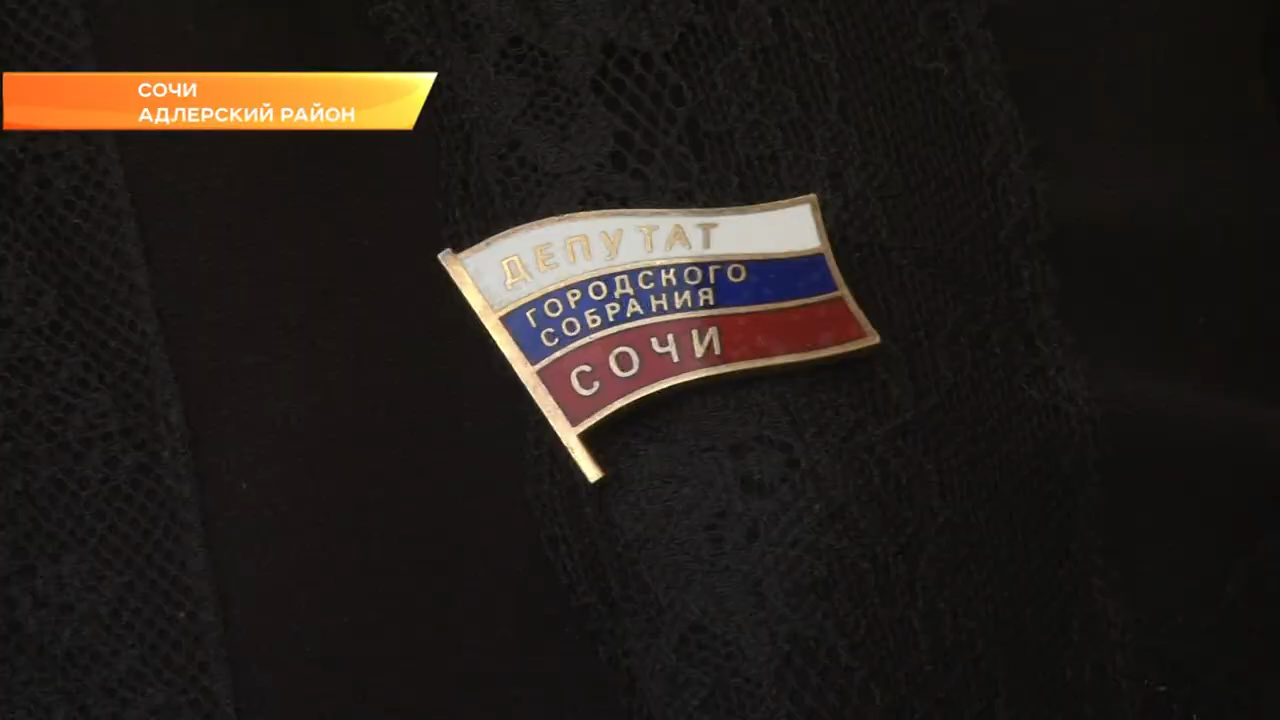 СОЧИ
АДЛЕРСКИЙ РАЙОН
ДЕПУТАТ
ГОРОДСКОГО
СОБРАНИЯ
СОЧИ